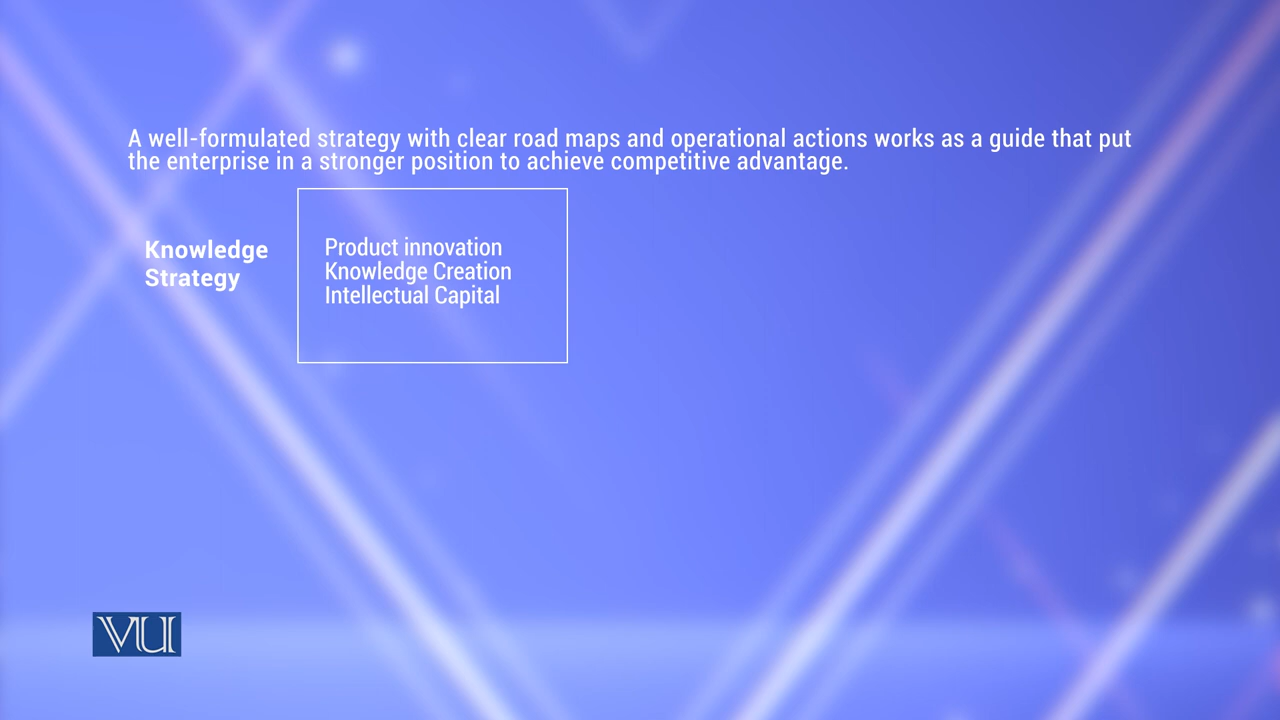 A well-formulated strategy with clear road maps and operational actions works as a guide that put
the enterprise in a stronger position to achieve competitive advantage.
Knowledge
Strategy
Product innovation
Knowledge Creation
Intellectual Capital
VU